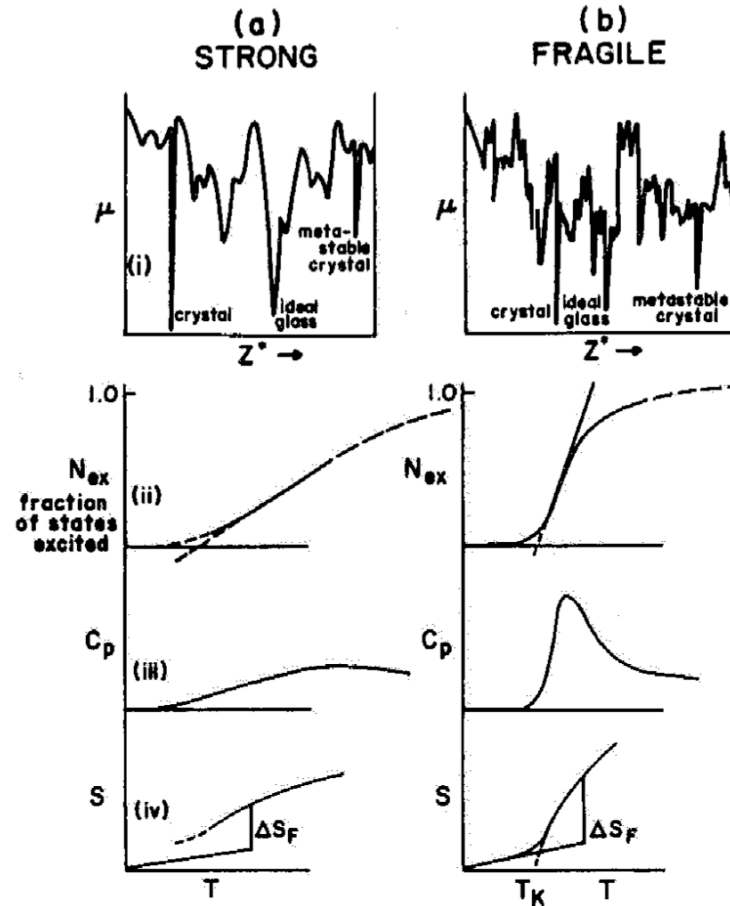 (a)
STRONG
(b)
FRAGILE
μ
(i)
crystal
ideal
glass
meta-
stable
crystal
Z* →
μ
crystal
ideal
glass
metastable
crystal
Z* →
1.0
N_ex
fraction
of states
excited
(ii)
1.0
N_ex
C_p
(iii)
C_p
S
(iv)
ΔS_F
T
S
ΔS_F
T_K
T